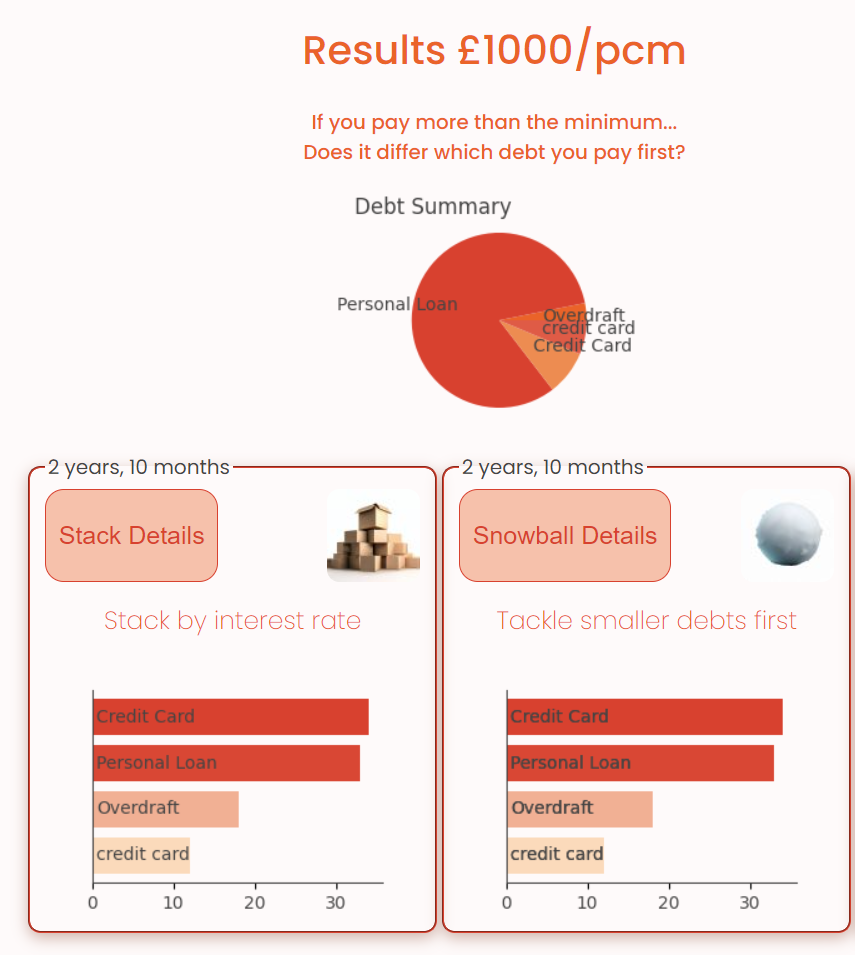 Results £1000/pcm
If you pay more than the minimum...
Does it differ which debt you pay first?
Debt Summary
Personal Loan
Overdraft
credit card
Credit Card
2 years, 10 months
Stack Details
Stack by interest rate
Credit Card
Personal Loan
Overdraft
credit card
0 10 20 30
2 years, 10 months
Snowball Details
Tackle smaller debts first
Credit Card
Personal Loan
Overdraft
credit card
0 10 20 30